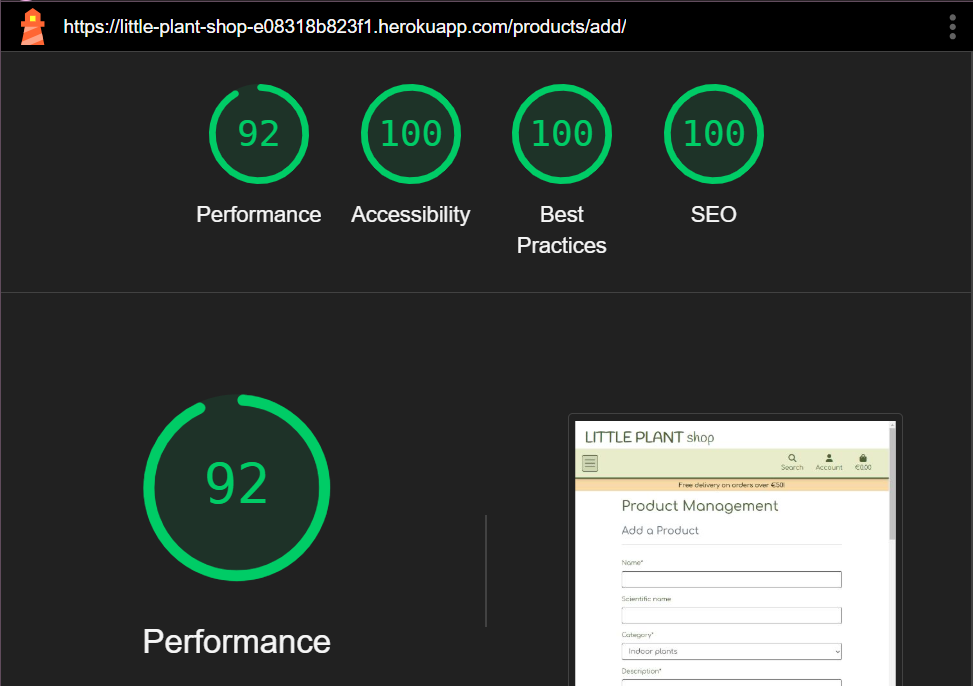 https://little-plant-shop-e08318b823f1.herokuapp.com/products/add/
92 100 100 100
Performance Accessibility Best Practices SEO
92
Performance
LITTLE PLANT shop
Search Account €0.00
Free delivery on orders over €50!
Product Management
Add a Product
Name*
Scientific name
Category*
Indoor plants
Description*